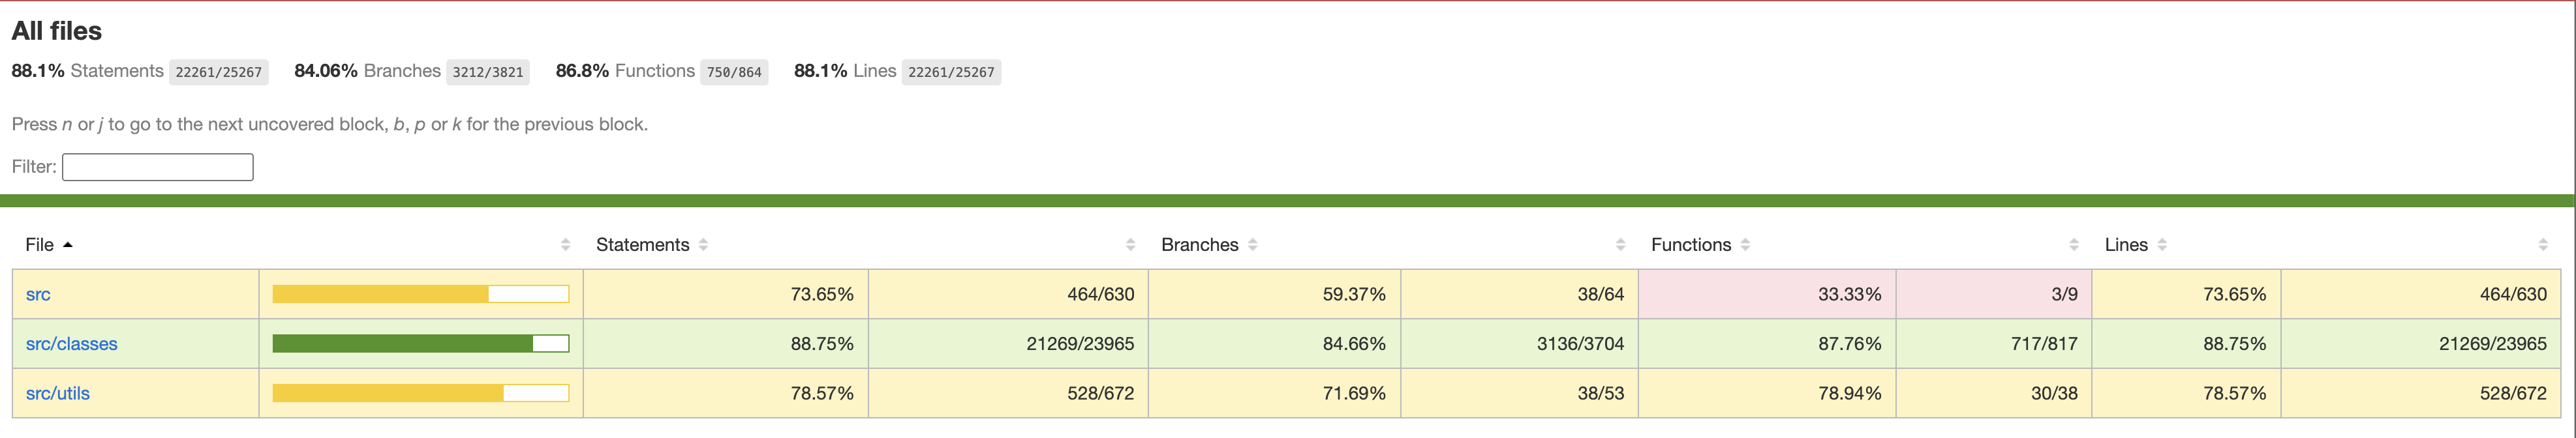 All files
88.1% Statements 22261/25267 84.06% Branches 3212/3821 86.8% Functions 750/864 88.1% Lines 22261/25267
Press n or j to go to the next uncovered block, b, p or k for the previous block.
Filter:
File Statements Branches Functions Lines
src 73.65% 464/630 59.37% 38/64 33.33% 3/9 73.65% 464/630
src/classes 88.75% 21269/23965 84.66% 3136/3704 87.76% 717/817 88.75% 21269/23965
src/utils 78.57% 528/672 71.69% 38/53 78.94% 30/38 78.57% 528/672